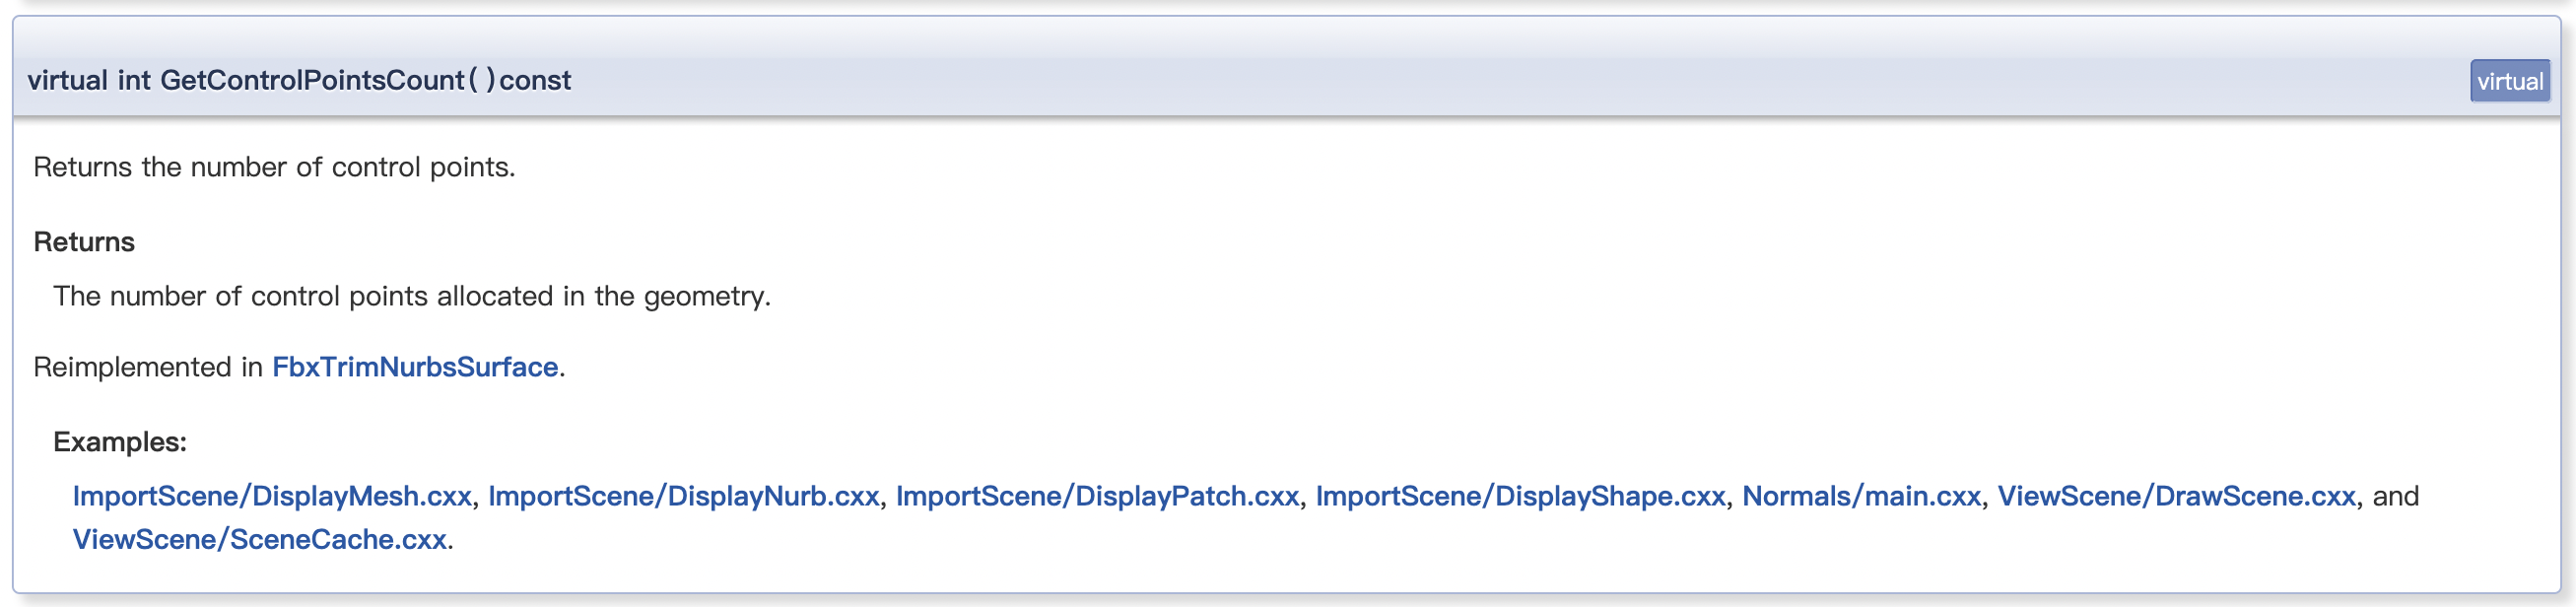 virtual int GetControlPointsCount( )const
virtual
Returns the number of control points.
Returns
The number of control points allocated in the geometry.
Reimplemented in FbxTrimNurbsSurface.
Examples:
ImportScene/DisplayMesh.cxx, ImportScene/DisplayNurb.cxx, ImportScene/DisplayPatch.cxx, ImportScene/DisplayShape.cxx, Normals/main.cxx, ViewScene/DrawScene.cxx, and
ViewScene/SceneCache.cxx.